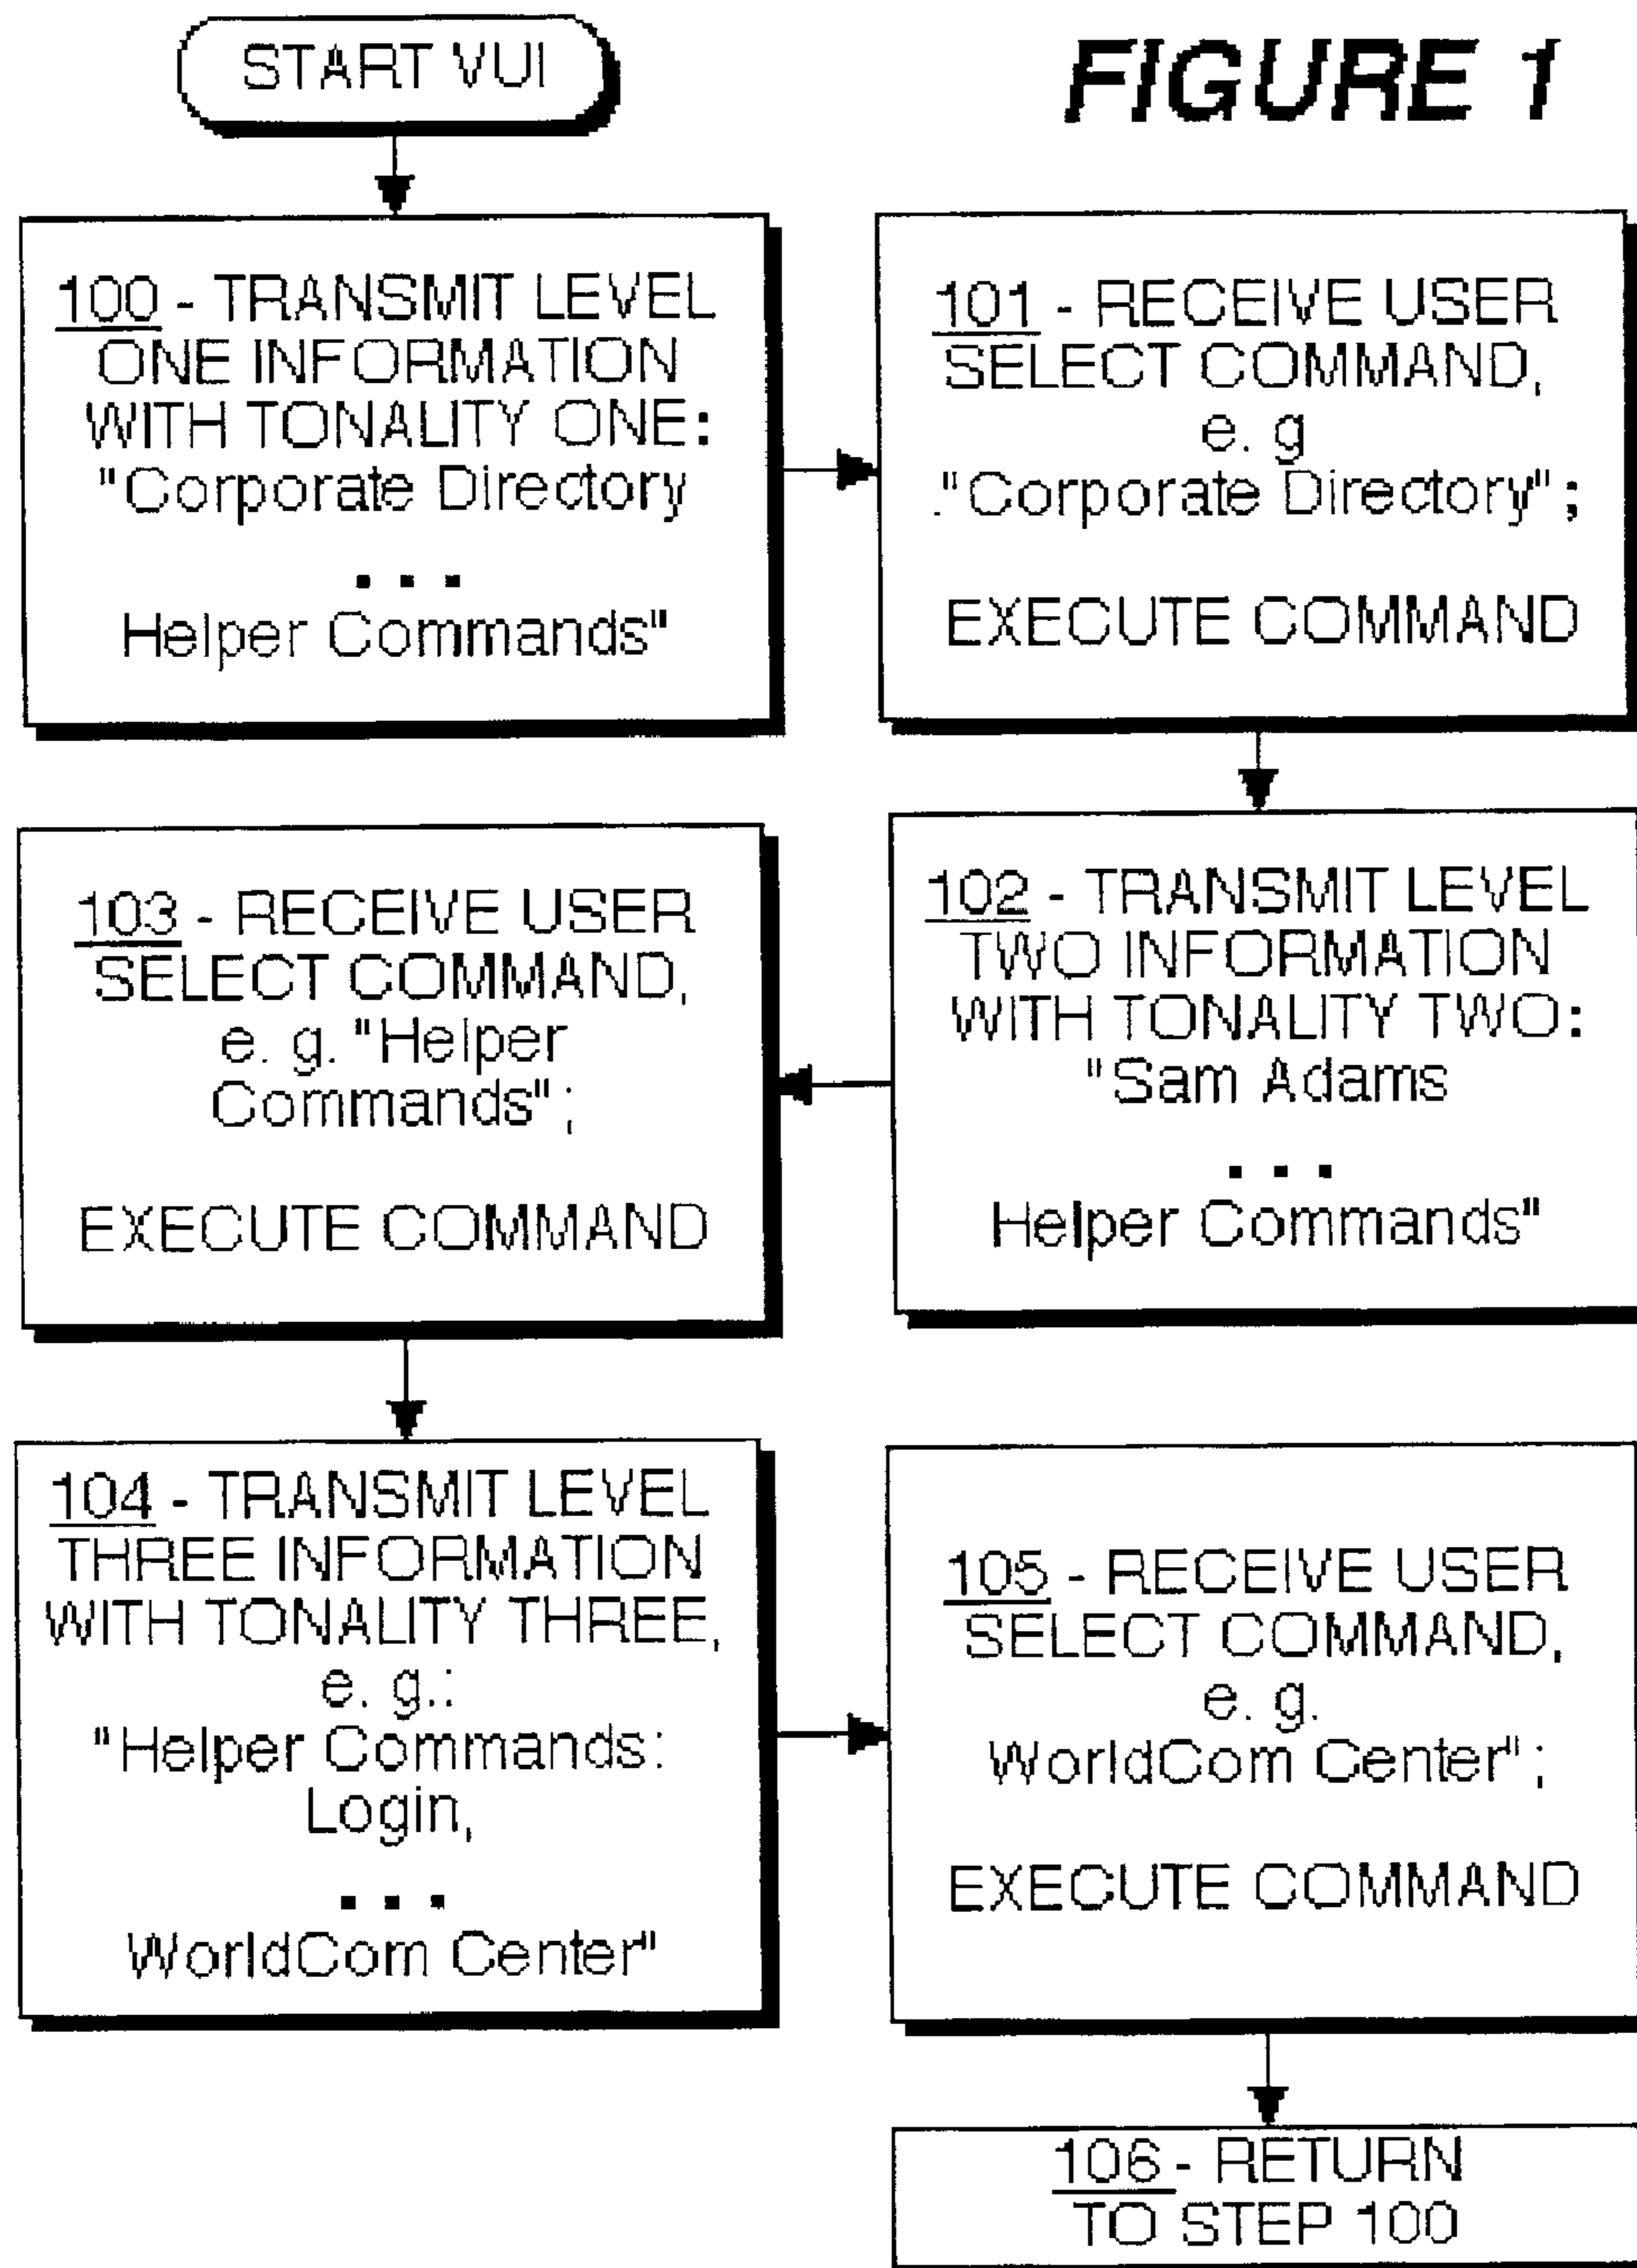 START VUI
FIGURE 1
100 - TRANSMIT LEVEL
ONE INFORMATION
WITH TONALITY ONE:
"Corporate Directory
...
Helper Commands"
101 - RECEIVE USER
SELECT COMMAND,
e. g
."Corporate Directory";
EXECUTE COMMAND
102 - TRANSMIT LEVEL
TWO INFORMATION
WITH TONALITY TWO:
"Sam Adams
...
Helper Commands"
103 - RECEIVE USER
SELECT COMMAND,
e. g. "Helper
Commands";
EXECUTE COMMAND
104 - TRANSMIT LEVEL
THREE INFORMATION
WITH TONALITY THREE,
e. g.:
"Helper Commands:
Login,
...
WorldCom Center"
105 - RECEIVE USER
SELECT COMMAND,
e. g.
WorldCom Center";
EXECUTE COMMAND
106 - RETURN
TO STEP 100